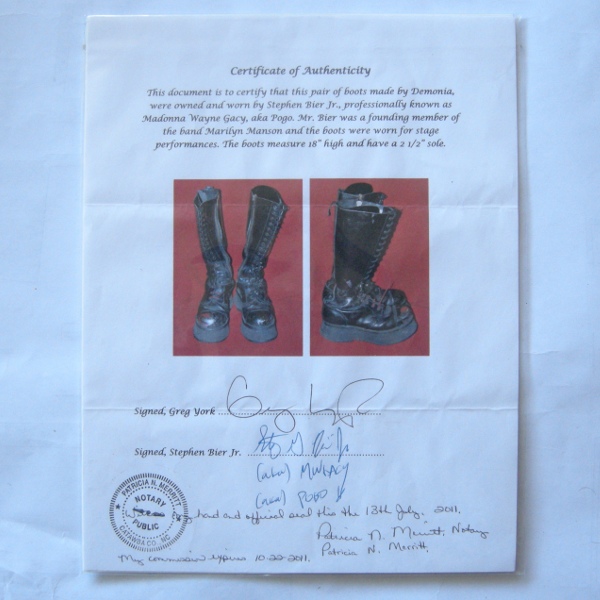 Certificate of Authenticity
This document is to certify that this pair of boots made by Demonia,
were owned and worn by Stephen Bier Jr., professionally known as
Madonna Wayne Gacy, aka Pogo. Mr. Bier was a founding member of
the band Marilyn Manson and the boots were worn for stage
performances. The boots measure 18" high and have a 2 1/2" sole.
Signed, Greg York
Signed, Stephen Bier Jr.
(aka) MWGACY
(aka) POGO
PATRICIA N. MERRITT
NOTARY
PUBLIC
CATAWBA CO., NC
hand and official seal this the 13th July, 2011.
Patricia N. Merritt, Notary
Patricia N. Merritt,
My commission expires 10-22-2011.